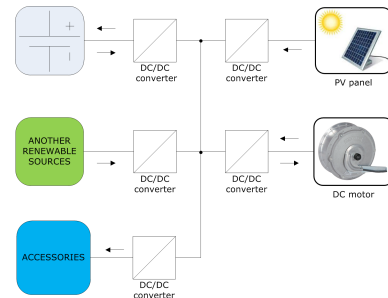 +
−
DC/DC
converter
DC/DC
converter
PV panel
ANOTHER
RENEWABLE
SOURCES
DC/DC
converter
DC/DC
converter
DC motor
ACCESSORIES
DC/DC
converter